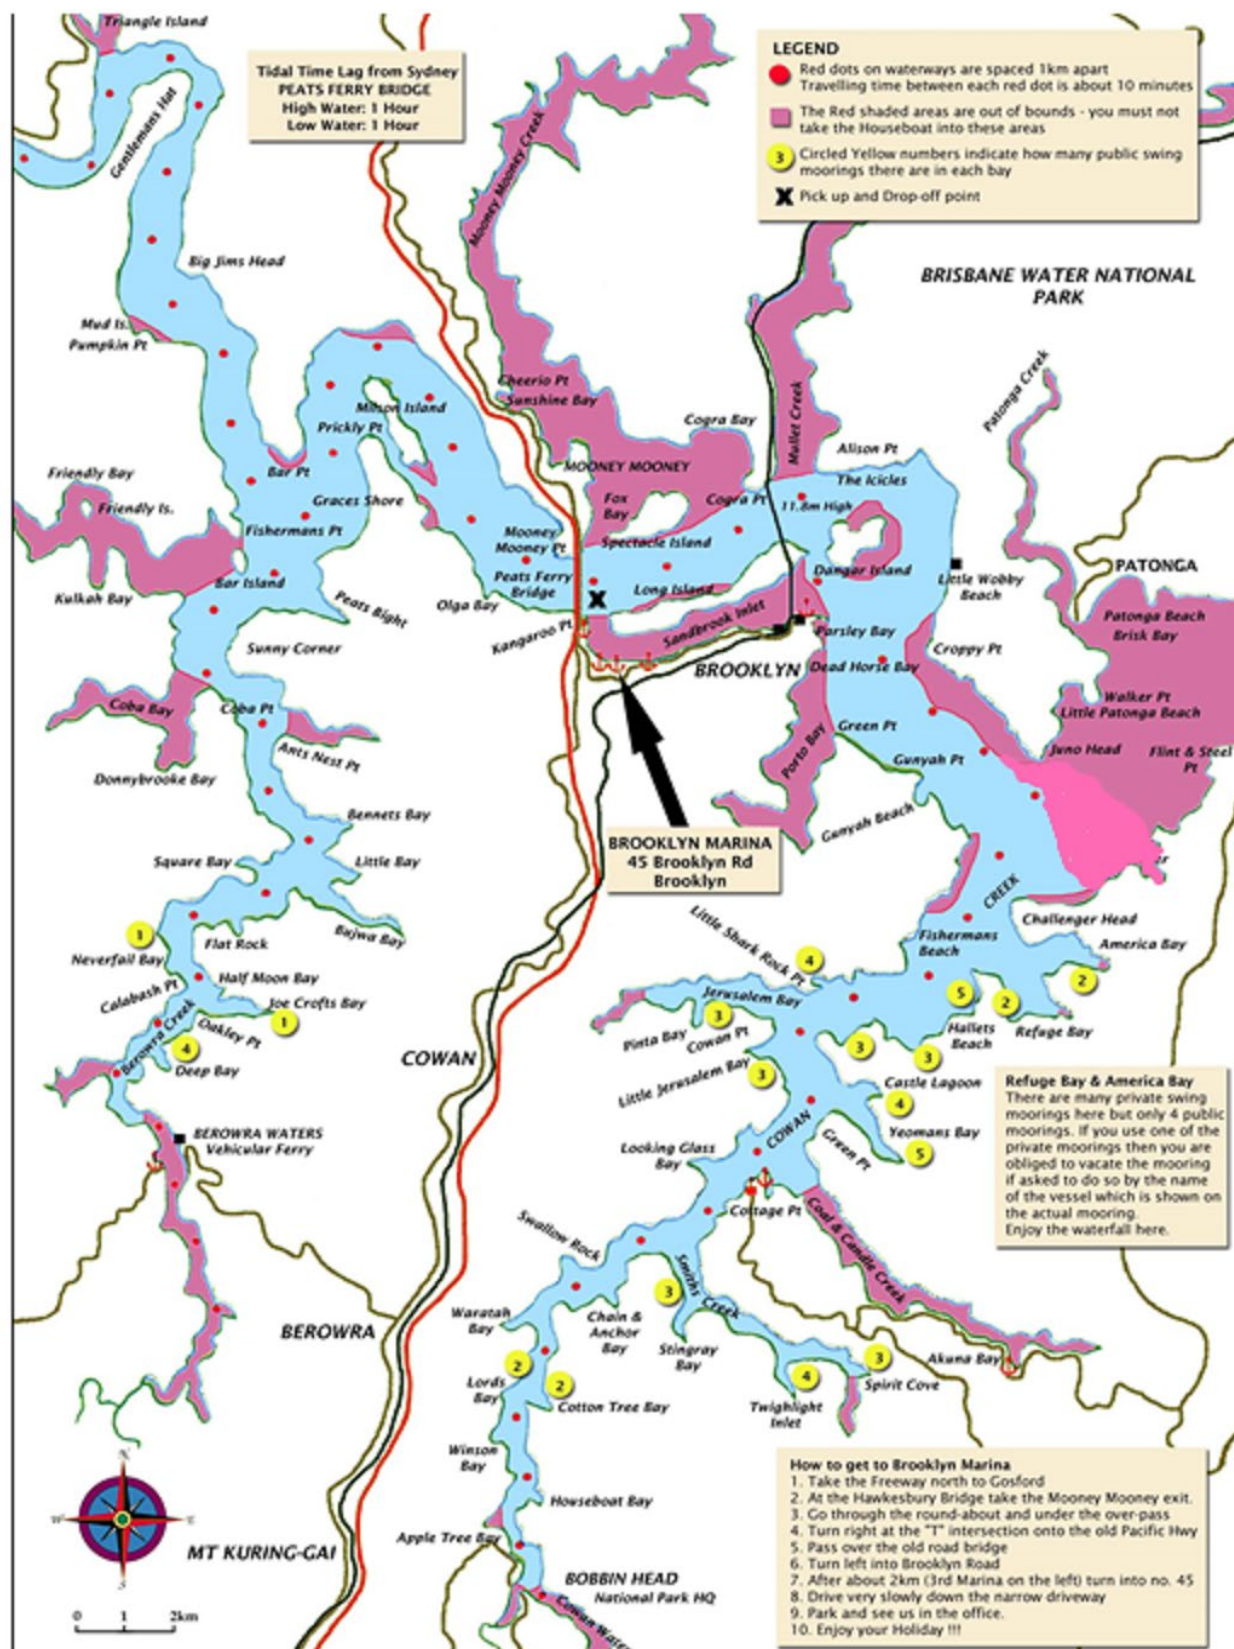 Triangle Island
Gentlemans Hat
Tidal Time Lag from Sydney
PEATS FERRY BRIDGE
High Water: 1 Hour
Low Water: 1 Hour
LEGEND
Red dots on waterways are spaced 1km apart
Travelling time between each red dot is about 10 minutes
The Red shaded areas are out of bounds - you must not
take the Houseboat into these areas
3
Circled Yellow numbers indicate how many public swing
moorings there are in each bay
X Pick up and Drop-off point
Mooney Mooney Creek
Big Jims Head
BRISBANE WATER NATIONAL
PARK
Mud Is.
Pumpkin Pt
Cheerio Pt
Sunshine Bay
Milson Island
Prickly Pt
Cogra Bay
Mullet Creek
Patonga Creek
Alison Pt
Bar Pt
MOONEY MOONEY
The Icicles
Friendly Bay
Friendly Is.
Graces Shore
Fox
Bay
Cogra Pt
11.8m High
Fishermans Pt
Mooney
Mooney Pt
Spectacle Island
Bar Island
Peats Ferry
Bridge
Long Island
Dangar Island
Little Wobby
Beach
PATONGA
Kulkah Bay
Peats Bight
Olga Bay
Kangaroo Pt
Sandbrook Inlet
Patonga Beach
Brisk Bay
Sunny Corner
Parsley Bay
Croppy Pt
BROOKLYN
Dead Horse Bay
Walker Pt
Little Patonga Beach
Coba Bay
Coba Pt
Green Pt
Porto Bay
Ants Nest Pt
Gunyah Pt
Juno Head
Flint & Steel
Pt
Donnybrooke Bay
Bennets Bay
Gunyah Beach
BROOKLYN MARINA
45 Brooklyn Rd
Brooklyn
Square Bay
Little Bay
CREEK
Little Shark Rock Pt
Challenger Head
Bujwa Bay
Fishermans
Beach
America Bay
1
Flat Rock
Neverfail Bay
4
Half Moon Bay
Calabash Pt
Jerusalem Bay
2
5
2
Joe Crofts Bay
1
Oakley Pt
3
Pinta Bay
Cowan Pt
Hallets
Beach
Refuge Bay
Berowra Creek
4
Deep Bay
COWAN
3
3
Little Jerusalem Bay
3
Castle Lagoon
4
Refuge Bay & America Bay
There are many private swing
moorings here but only 4 public
moorings. If you use one of the
private moorings then you are
obliged to vacate the mooring
if asked to do so by the name
of the vessel which is shown on
the actual mooring.
Enjoy the waterfall here.
BEROWRA WATERS
Vehicular Ferry
COWAN
Looking Glass
Bay
Green Pt
Yeomans Bay
5
Cottage Pt
Coal & Candle Creek
Swallow Rock
Smiths Creek
3
Waratah
Bay
Chain &
Anchor
Bay
Stingray
Bay
BEROWRA
2
Lords
Bay
2
Cotton Tree Bay
3
4
Spirit Cove
Akuna Bay
Twighlight
Inlet
Winson
Bay
Houseboat Bay
Apple Tree Bay
N
W
E
S
MT KURING-GAI
BOBBIN HEAD
National Park HQ
Cowan Water
0 1 2km
How to get to Brooklyn Marina
1. Take the Freeway north to Gosford
2. At the Hawkesbury Bridge take the Mooney Mooney exit.
3. Go through the round-about and under the over-pass
4. Turn right at the "T" intersection onto the old Pacific Hwy
5. Pass over the old road bridge
6. Turn left into Brooklyn Road
7. After about 2km (3rd Marina on the left) turn into no. 45
8. Drive very slowly down the narrow driveway
9. Park and see us in the office.
10. Enjoy your Holiday !!!